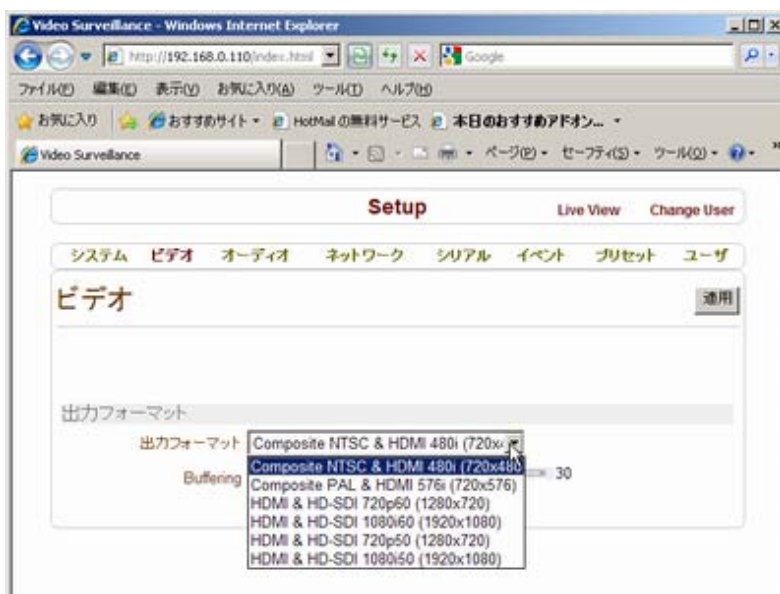 Video Surveillance - Windows Internet Explorer
http://192.168.0.110/index.html
Google
ファイル(F) 編集(E) 表示(V) お気に入り(A) ツール(T) ヘルプ(H)
お気に入り おすすめサイト HotMail の無料サービス 本日のおすすめアドオン...
Video Surveillance ページ(P) セーフティ(S) ツール(O)
Setup Live View Change User
システム ビデオ オーディオ ネットワーク シリアル イベント プリセット ユーザ
ビデオ 適用
出力フォーマット
出力フォーマット Composite NTSC & HDMI 480i (720x4
Composite NTSC & HDMI 480i (720x480
Buffering 30
Composite PAL & HDMI 576i (720x576)
HDMI & HD-SDI 720p60 (1280x720)
HDMI & HD-SDI 1080i60 (1920x1080)
HDMI & HD-SDI 720p50 (1280x720)
HDMI & HD-SDI 1080i50 (1920x1080)